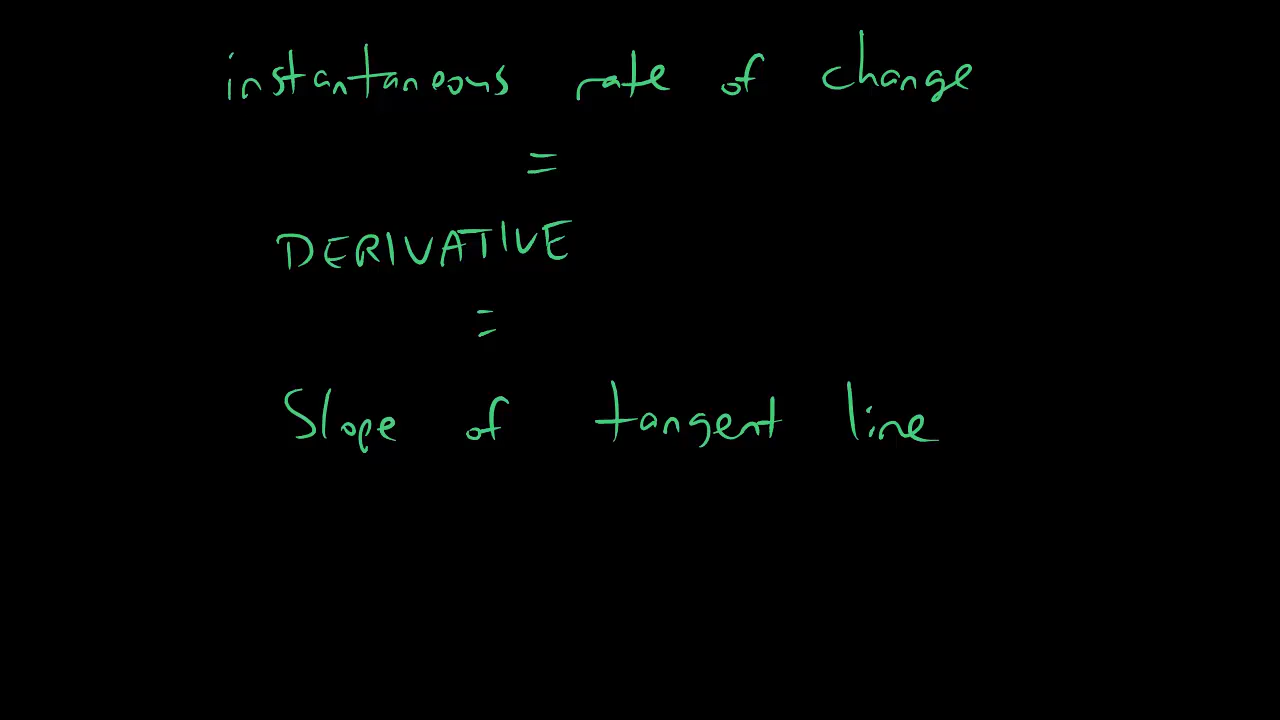 instantaneous rate of change
=
DERIVATIVE
=
Slope of tangent line